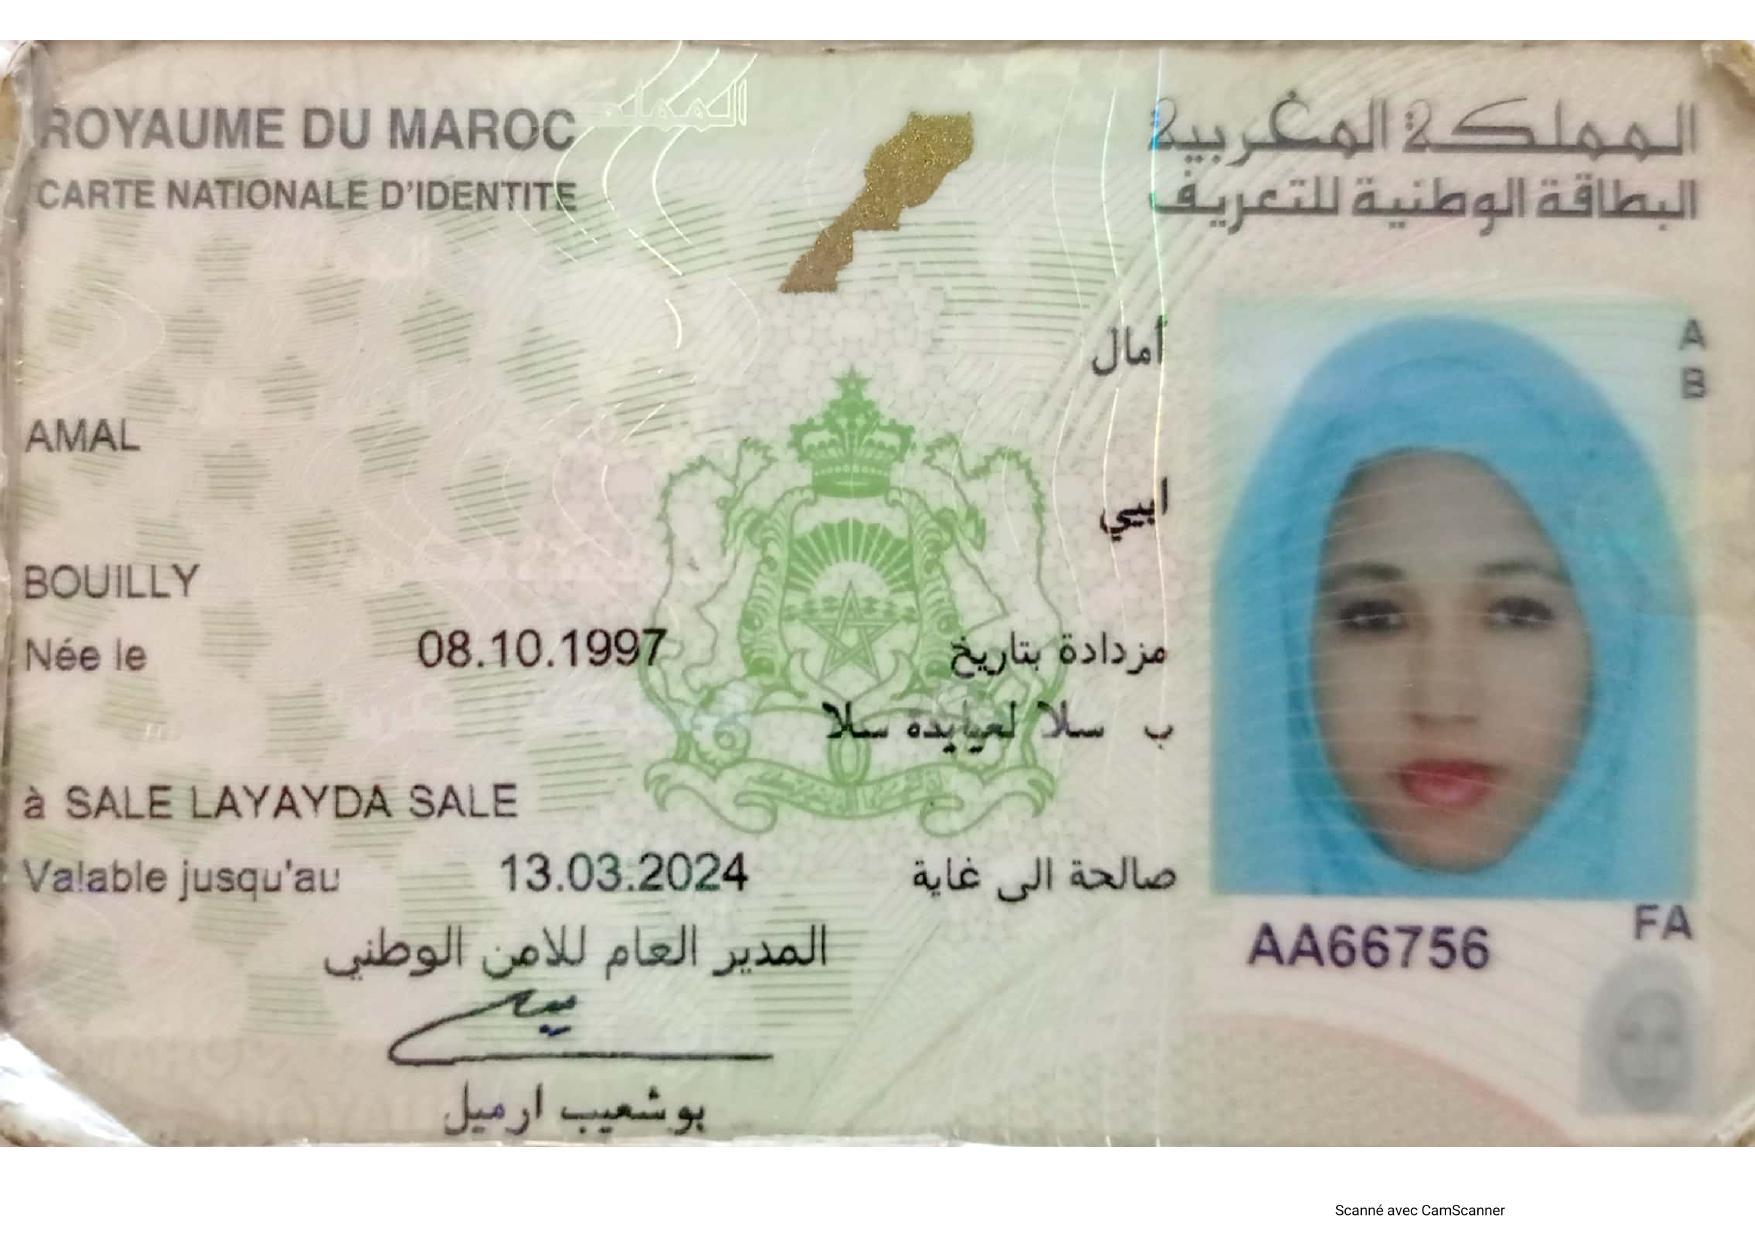 ROYAUME DU MAROC
المملكة المغربية
CARTE NATIONALE D'IDENTITE
البطاقة الوطنية للتعريف
أمال
A
B
AMAL
ابيي
BOUILLY
Née le 08.10.1997 مزدادة بتاريخ
ب سلا لعيايدة سلا
à SALE LAYAYDA SALE
Valable jusqu'au 13.03.2024 صالحة الى غاية
المدير العام للامن الوطني
AA66756
FA
بوشعيب ارميل
Scanné avec CamScanner